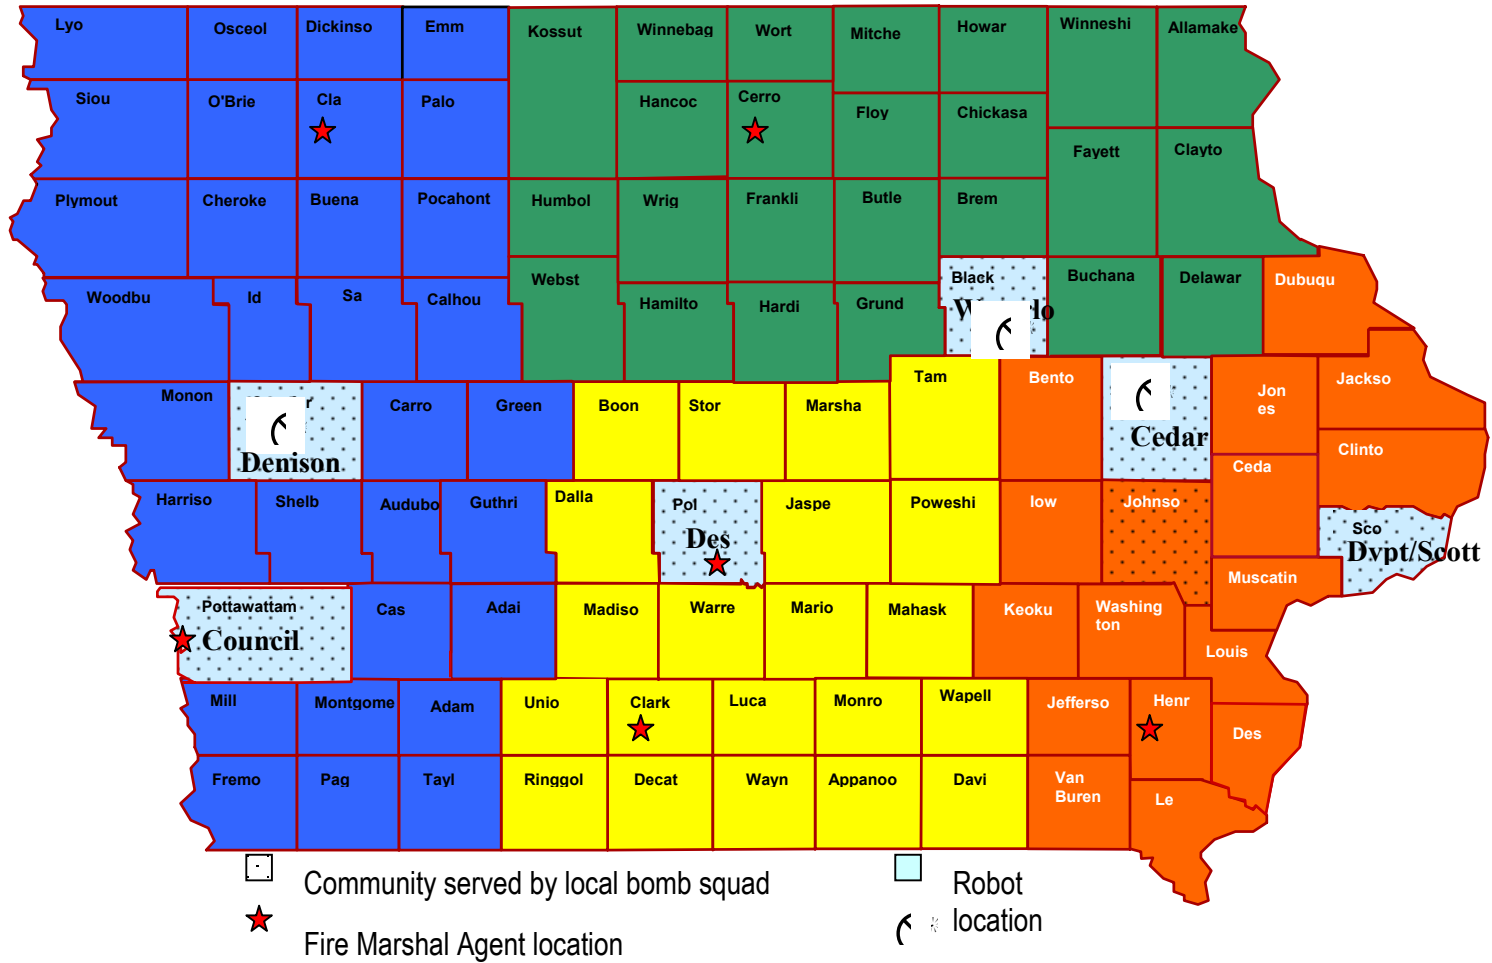 Lyo
Osceol
Dickinso
Emm
Kossut
Winnebag
Wort
Mitche
Howar
Winneshi
Allamake
Siou
O'Brie
Cla
Palo
Hancoc
Cerro
Floy
Chickasa
Fayett
Clayto
Plymout
Cheroke
Buena
Pocahont
Humbol
Wrig
Frankli
Butle
Brem
Woodbu
Id
Sa
Calhou
Webst
Hamilto
Hardi
Grund
Black
Buchana
Delawar
Dubuqu
Monon
Denison
Carro
Green
Boon
Stor
Marsha
Tam
Bento
Cedar
Jon
es
Jackso
Clinto
Ceda
Harriso
Shelb
Audubo
Guthri
Dalla
Pol
Des
Jaspe
Poweshi
Iow
Johnso
Sco
Dvpt/Scott
Muscatin
Pottawattam
Council
Cas
Adai
Madiso
Warre
Mario
Mahask
Keoku
Washing
ton
Louis
Mill
Montgome
Adam
Unio
Clark
Luca
Monro
Wapell
Jefferso
Henr
Des
Fremo
Pag
Tayl
Ringgol
Decat
Wayn
Appanoo
Davi
Van
Buren
Le
Community served by local bomb squad
Fire Marshal Agent location
Robot
location